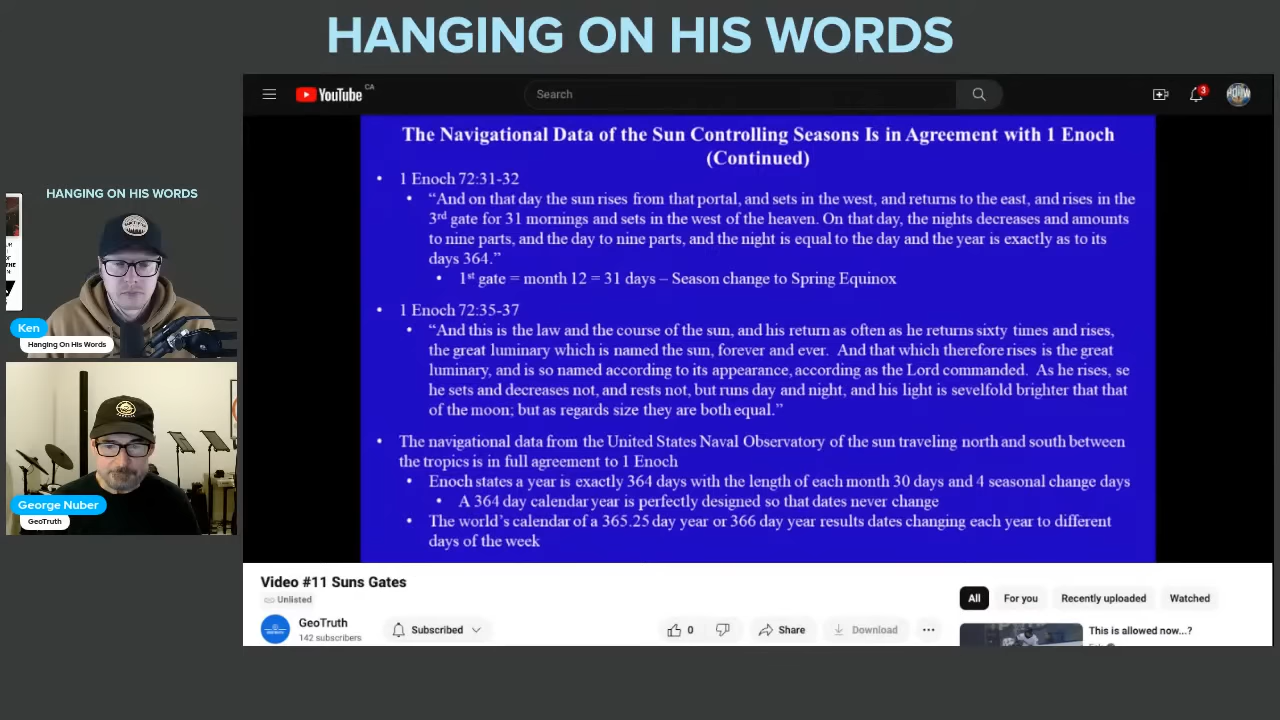 HANGING ON HIS WORDS
YouTube CA
Search
3
The Navigational Data of the Sun Controlling Seasons Is in Agreement with 1 Enoch
(Continued)
• 1 Enoch 72:31-32
• “And on that day the sun rises from that portal, and sets in the west, and returns to the east, and rises in the
3rd gate for 31 mornings and sets in the west of the heaven. On that day, the nights decreases and amounts
to nine parts, and the day to nine parts, and the night is equal to the day and the year is exactly as to its
days 364.”
• 1st gate = month 12 = 31 days – Season change to Spring Equinox
• 1 Enoch 72:35-37
• “And this is the law and the course of the sun, and his return as often as he returns sixty times and rises,
the great luminary which is named the sun, forever and ever. And that which therefore rises is the great
luminary, and is so named according to its appearance, according as the Lord commanded. As he rises, se
he sets and decreases not, and rests not, but runs day and night, and his light is sevelfold brighter that that
of the moon; but as regards size they are both equal.”
• The navigational data from the United States Naval Observatory of the sun traveling north and south between
the tropics is in full agreement to 1 Enoch
• Enoch states a year is exactly 364 days with the length of each month 30 days and 4 seasonal change days
• A 364 day calendar year is perfectly designed so that dates never change
• The world’s calendar of a 365.25 day year or 366 day year results dates changing each year to different
days of the week
HANGING ON HIS WORDS
Ken
Hanging On His Words
George Nuber
GeoTruth
Video #11 Suns Gates
Unlisted
GeoTruth
142 subscribers
Subscribed
0
Share
Download
All
For you
Recently uploaded
Watched
This is allowed now...?